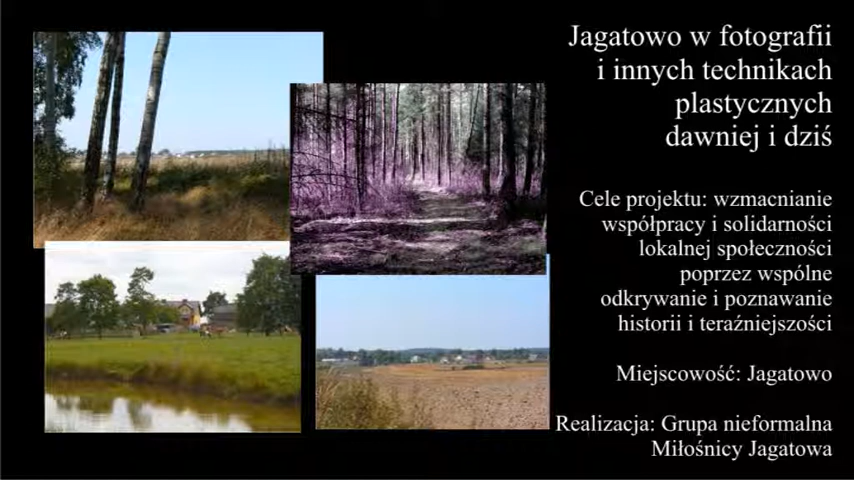 Jagatowo w fotografii
i innych technikach
plastycznych
dawniej i dziś
Cele projektu: wzmacnianie
współpracy i solidarności
lokalnej społeczności
poprzez wspólne
odkrywanie i poznawanie
historii i teraźniejszości
Miejscowość: Jagatowo
Realizacja: Grupa nieformalna
Miłośnicy Jagatowa